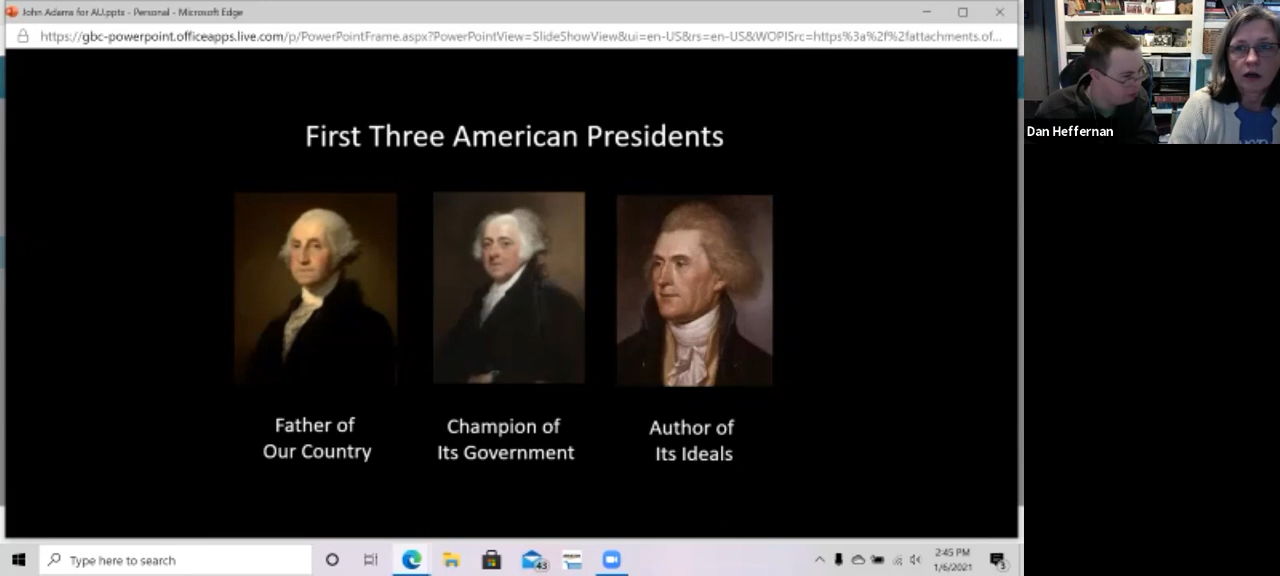 John Adams for AU.pptx - Personal - Microsoft Edge
https://gbc-powerpoint.officeapps.live.com/p/PowerPointFrame.aspx?PowerPointView=SlideShowView&ui=en-US&rs=en-US&WOPISrc=https%3a%2f%2fattachments.of...
First Three American Presidents
Father of
Our Country
Champion of
Its Government
Author of
Its Ideals
Dan Heffernan
Type here to search
43
2:45 PM
1/6/2021
3